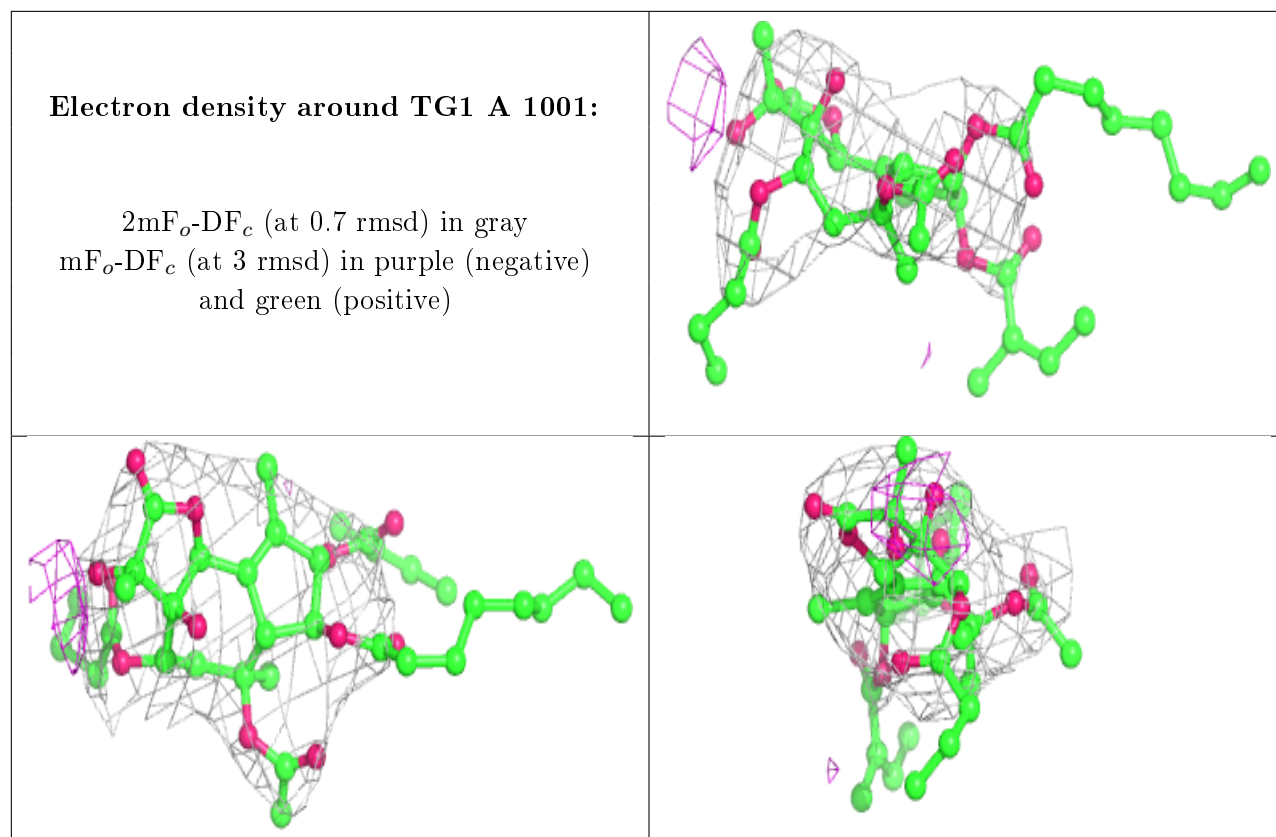 Electron density around TG1 A 1001:
2mFo-DFc (at 0.7 rmsd) in gray
mFo-DFc (at 3 rmsd) in purple (negative)
and green (positive)